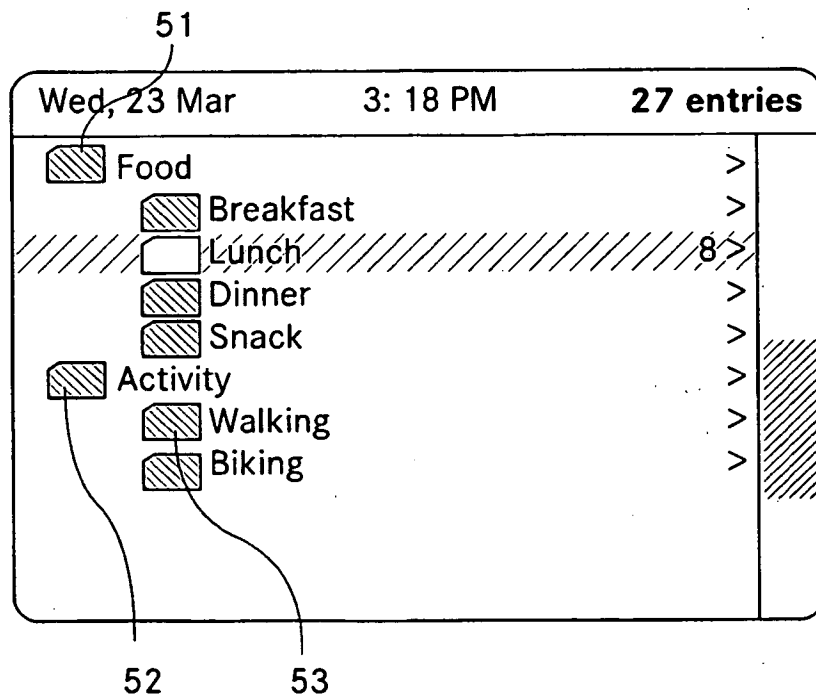 51
Wed, 23 Mar 3: 18 PM 27 entries
Food >
Breakfast >
Lunch 8 >
Dinner >
Snack >
Activity >
Walking >
Biking >
52 53